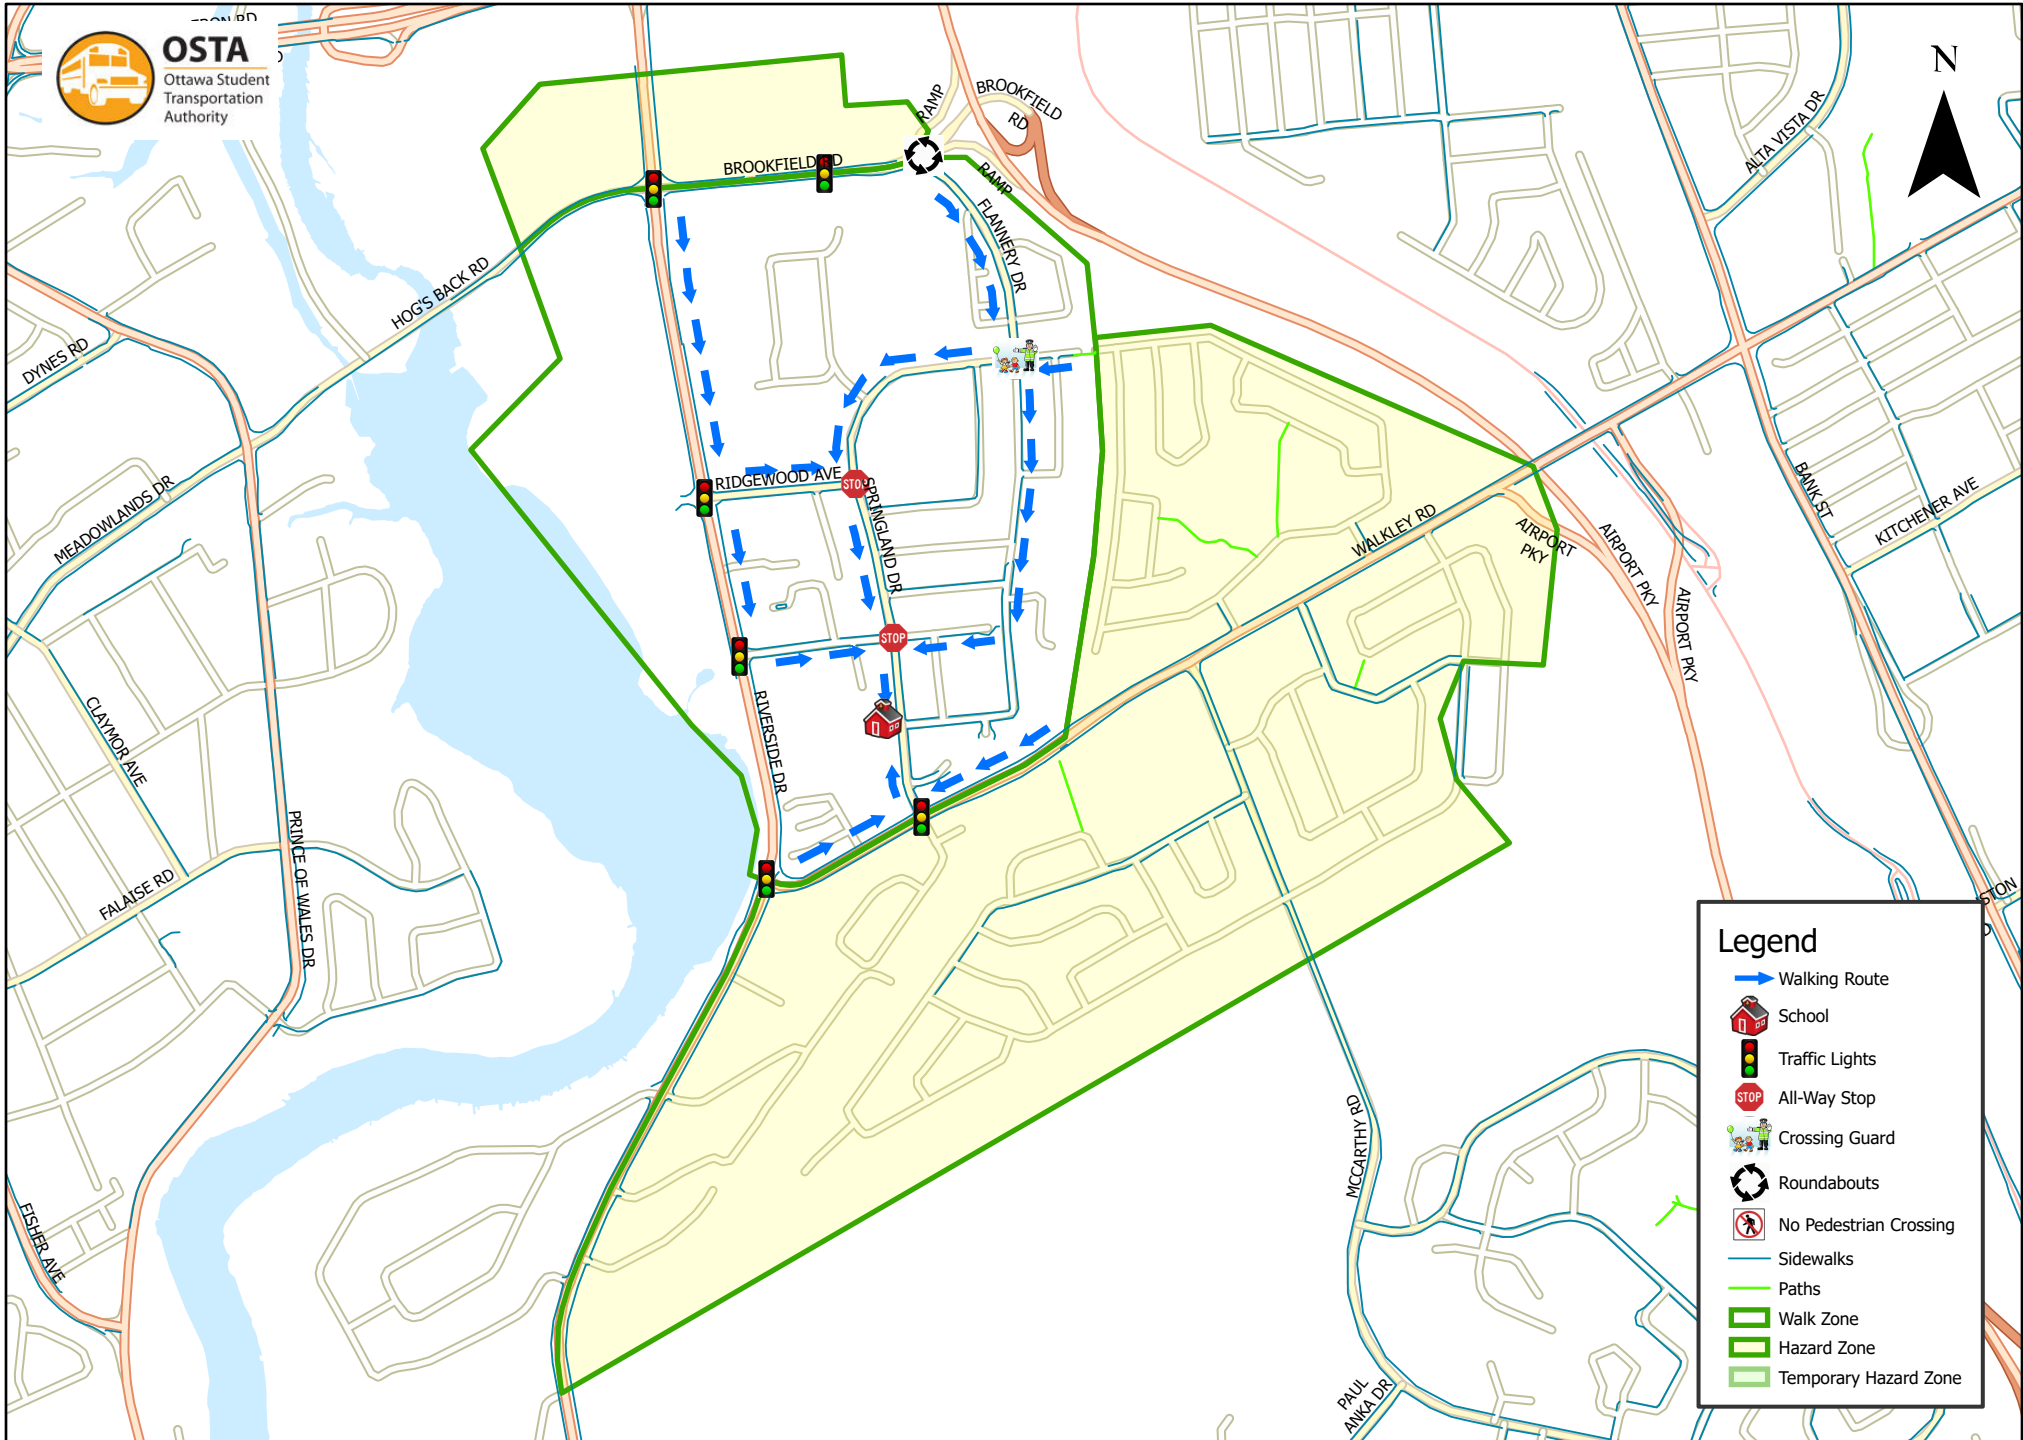 OSTA
Ottawa Student
Transportation
Authority
N
BROOKFIELD
RD
RAMP
BROOKFIELD RD
RAMP
FLANNERY DR
ALTA VISTA DR
HOG'S BACK RD
DYNES RD
MEADOWLANDS DR
RIDGEWOOD AVE
STOP
SPRINGLAND DR
STOP
WALKLEY RD
AIRPORT
PKY
AIRPORT PKY
AIRPORT PKY
BANK ST
KITCHENER AVE
RIVERSIDE DR
CLAYMOR AVE
PRINCE OF WALES DR
FALAISE RD
FISHER AVE
MCCARTHY RD
PAUL
ANKA DR
STON
Legend
Walking Route
School
Traffic Lights
STOP
All-Way Stop
Crossing Guard
Roundabouts
No Pedestrian Crossing
Sidewalks
Paths
Walk Zone
Hazard Zone
Temporary Hazard Zone